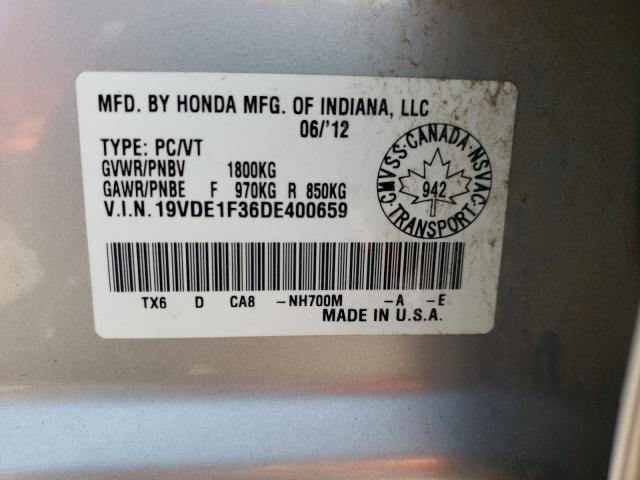 MFD. BY HONDA MFG. OF INDIANA, LLC
06/'12
TYPE: PC/VT
GVWR/PNBV 1800KG
GAWR/PNBE F 970KG R 850KG
V.I.N. 19VDE1F36DE400659
CMVSS·CANADA·NSVAC
942
TRANSPORT
TX6 D CA8 -NH700M -A -E
MADE IN U.S.A.